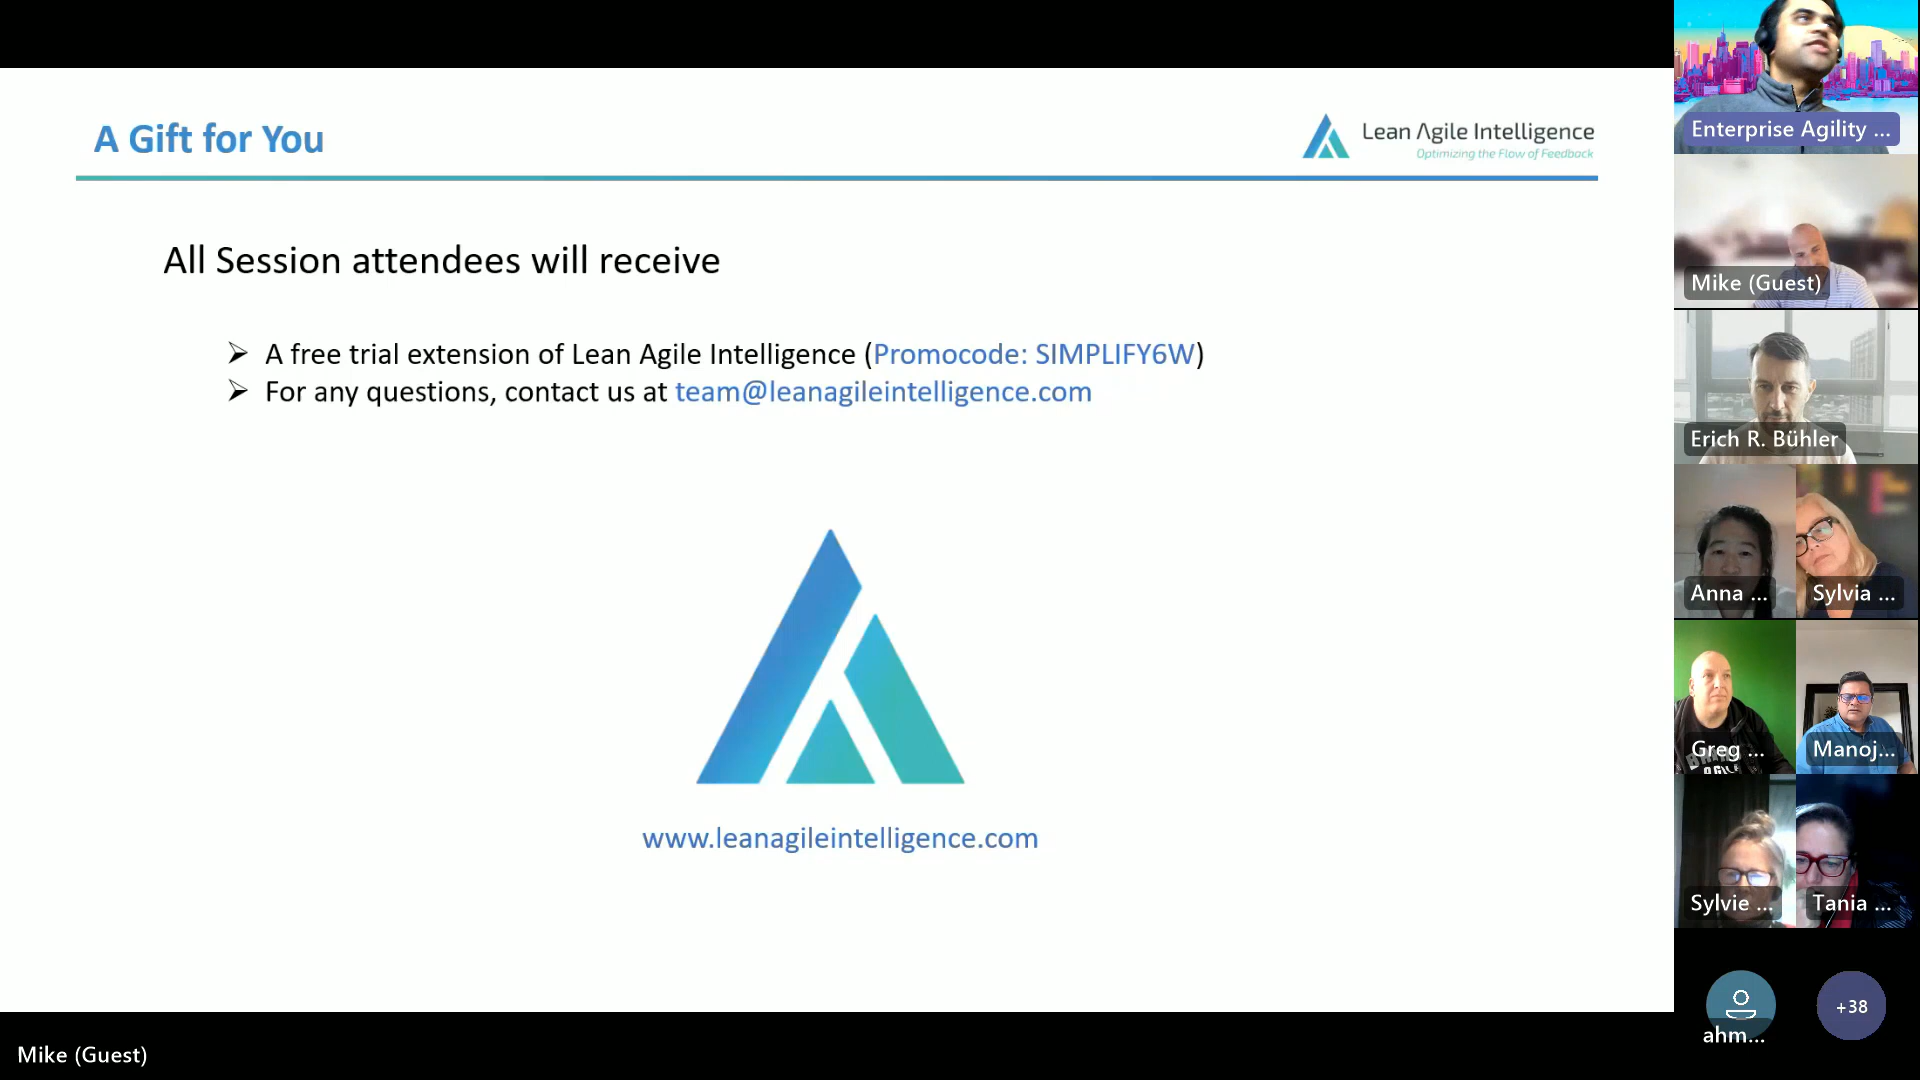 A Gift for You
Lean Agile Intelligence
Optimizing the Flow of Feedback
All Session attendees will receive
➢ A free trial extension of Lean Agile Intelligence (Promocode: SIMPLIFY6W)
➢ For any questions, contact us at team@leanagileintelligence.com
www.leanagileintelligence.com
Mike (Guest)
Enterprise Agility ...
Mike (Guest)
Erich R. Bühler
Anna ...
Sylvia ...
Greg ...
Manoj...
AGILE
Sylvie ...
Tania ...
ahm...
+38